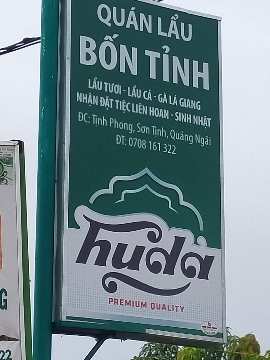 QUÁN LẨU
BỐN TỈNH
LẨU TƯƠI - LẨU CÁ - GÀ LÁ GIANG
NHẬN ĐẶT TIỆC LIÊN HOAN - SINH NHẬT
ĐC: Tịnh Phong, Sơn Tịnh, Quảng Ngãi
ĐT: 0708 161 322
huda
PREMIUM QUALITY